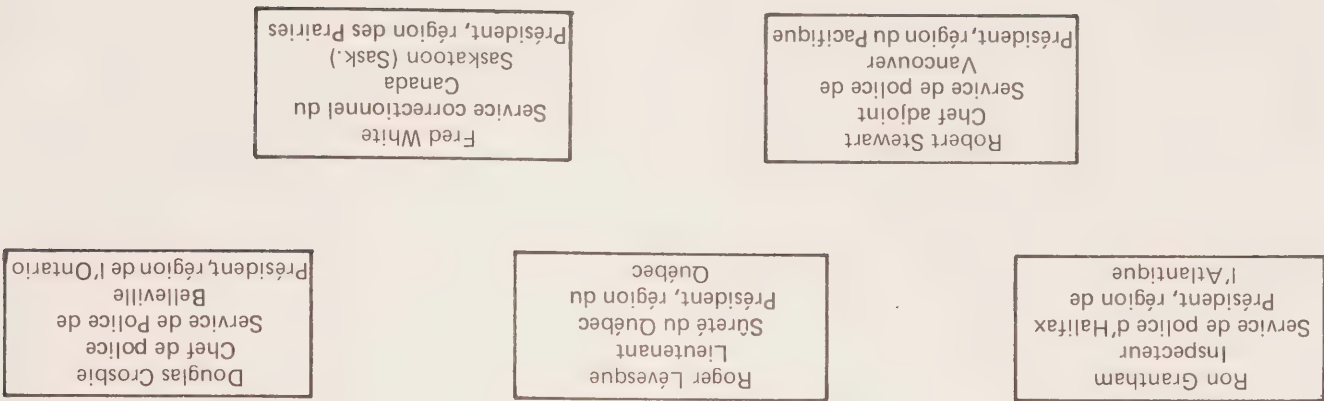 Ron Grantham
Inspecteur
Service de police d'Halifax
Président, région de
l'Atlantique
Roger Lévesque
Lieutenant
Sûreté du Québec
Président, région du
Québec
Douglas Crosbie
Chef de police
Service de Police de
Belleville
Président, région de l'Ontario
Robert Stewart
Chef adjoint
Service de police de
Vancouver
Président, région du Pacifique
Fred White
Service correctionnel du
Canada
Saskatoon (Sask.)
Président, région des Prairies